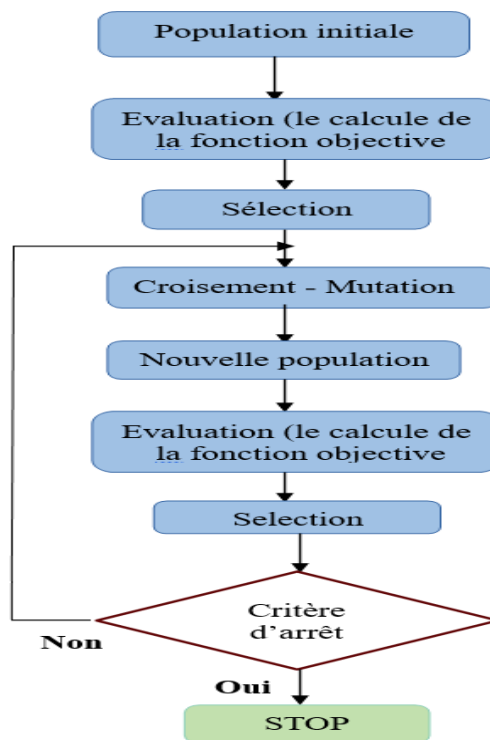 Population initiale
Evaluation (le calcule de
la fonction objective
Sélection
Croisement - Mutation
Nouvelle population
Evaluation (le calcule de
la fonction objective
Selection
Critère
d'arrêt
Non
Oui
STOP